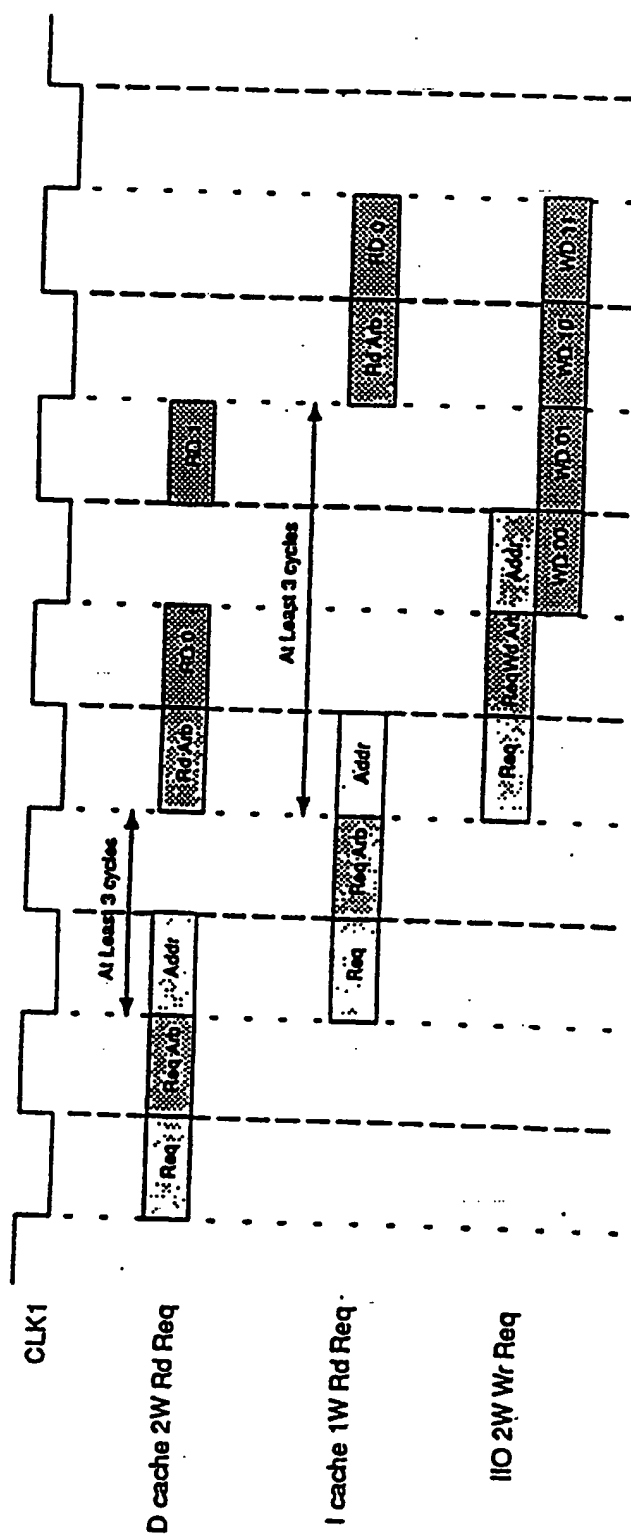 CLK1
D cache 2W Rd Req
Req
Req Arb
Addr
At Least 3 cycles
Rd Arb
RD 0
RD 1
I cache 1W Rd Req
Req
Req Arb
Addr
At Least 3 cycles
Rd Arb
RD 0
IIO 2W Wr Req
Req
ReqWd Arb
Addr
WD 00
WD 01
WD 10
WD 11